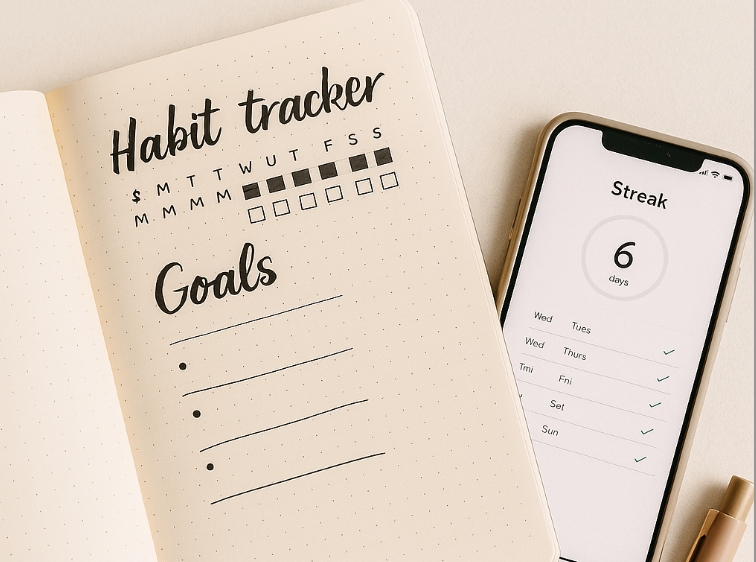 Habit tracker
$ M T T W U T F S S
M M M M
Goals
Streak
6
days
Wed Tues
Wed Thurs
Tmi Fni
Set
Sun